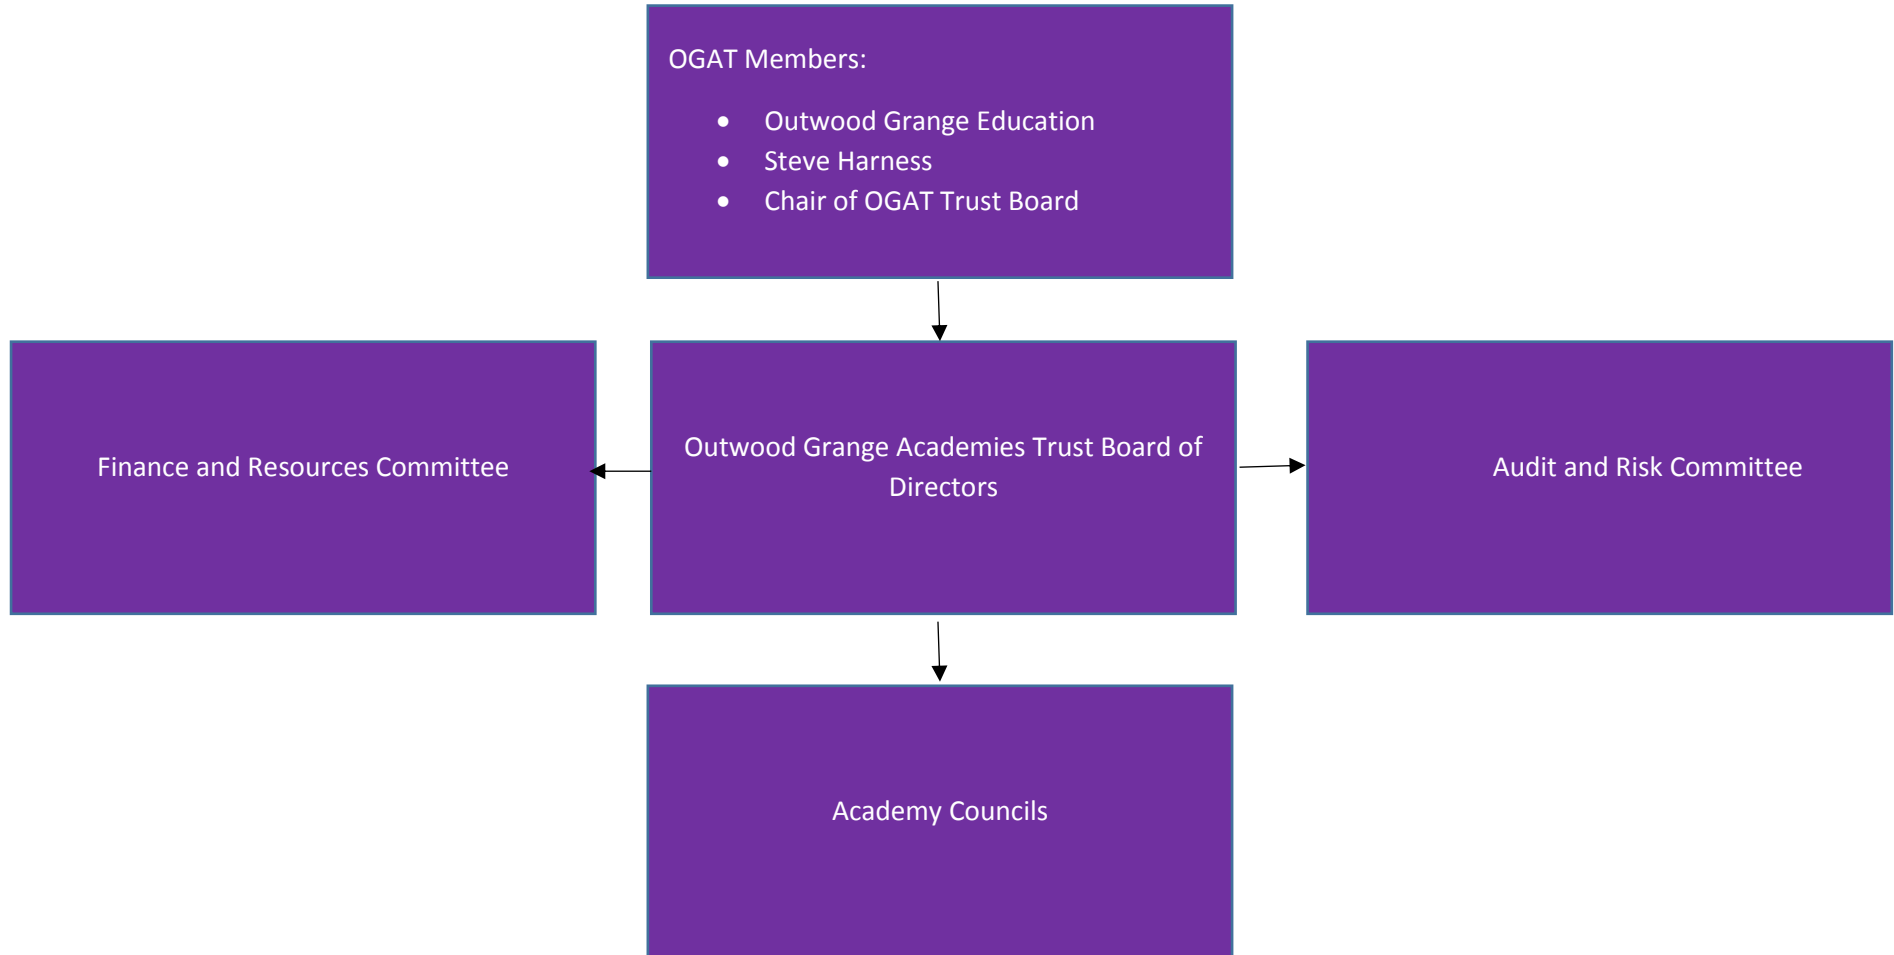 OGAT Members:
• Outwood Grange Education
• Steve Harness
• Chair of OGAT Trust Board
Finance and Resources Committee
Outwood Grange Academies Trust Board of
Directors
Audit and Risk Committee
Academy Councils